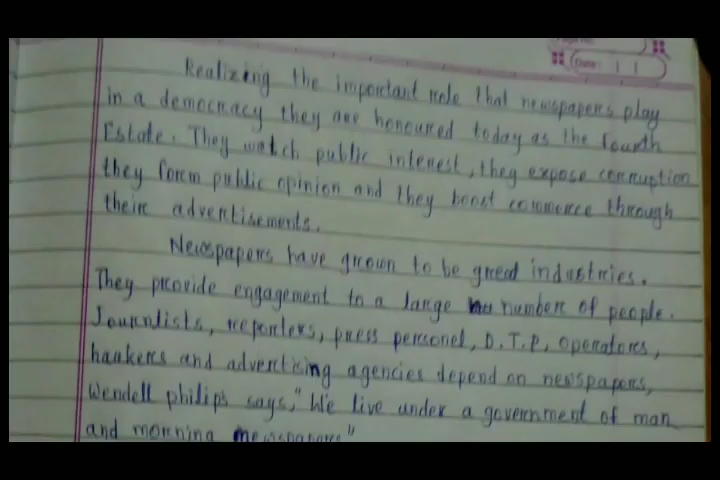 Date: | |
Realizing the important role that newspapers play
in a democracy they are honoured today as the fourth
Estate. They watch public interest, they expose corruption
they form public opinion and they boost commerce through
their advertisements.
Newspapers have grown to be great industries.
They provide engagement to a large number of people.
Journlists, reporters, press personel, D.T.P. operators,
haukers and advertising agencies depend on newspapers,
Wendell philips says, "We live under a government of man
and morning newspapers"